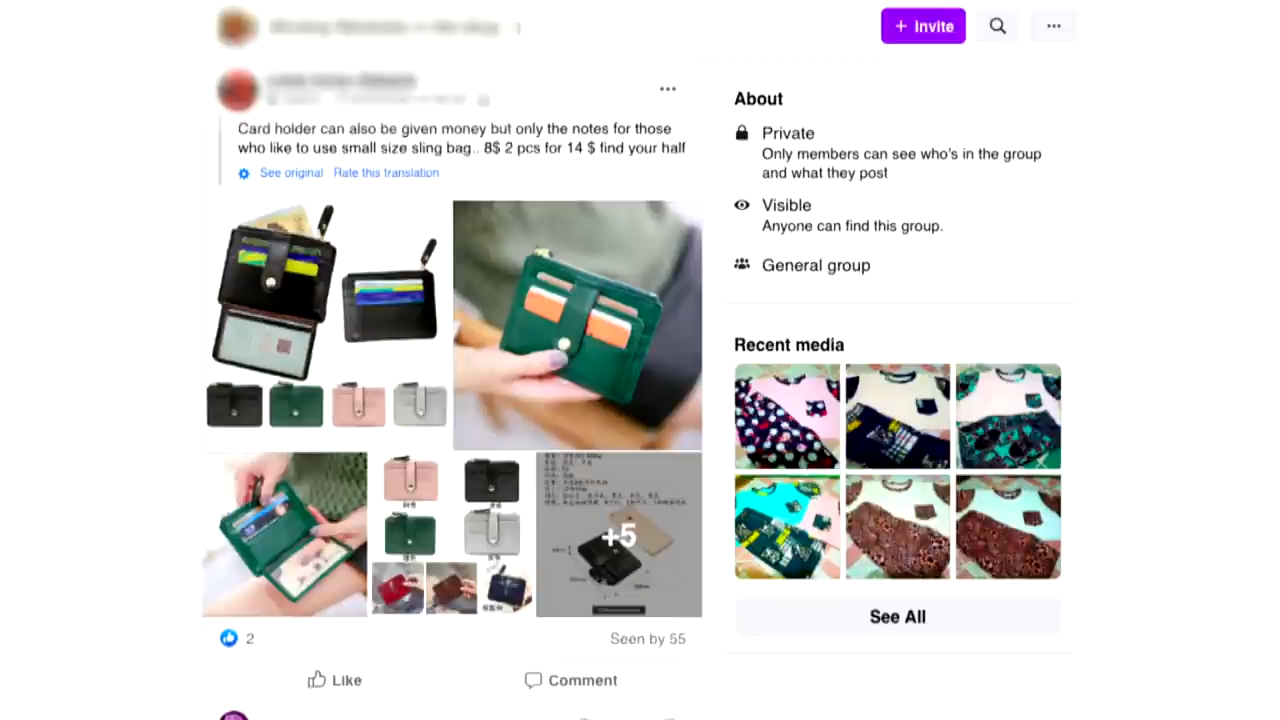 + Invite
Card holder can also be given money but only the notes for those
who like to use small size sling bag.. 8$ 2 pcs for 14 $ find your half
See original Rate this translation
+5
2
Seen by 55
Like
Comment
About
Private
Only members can see who's in the group
and what they post
Visible
Anyone can find this group.
General group
Recent media
See All